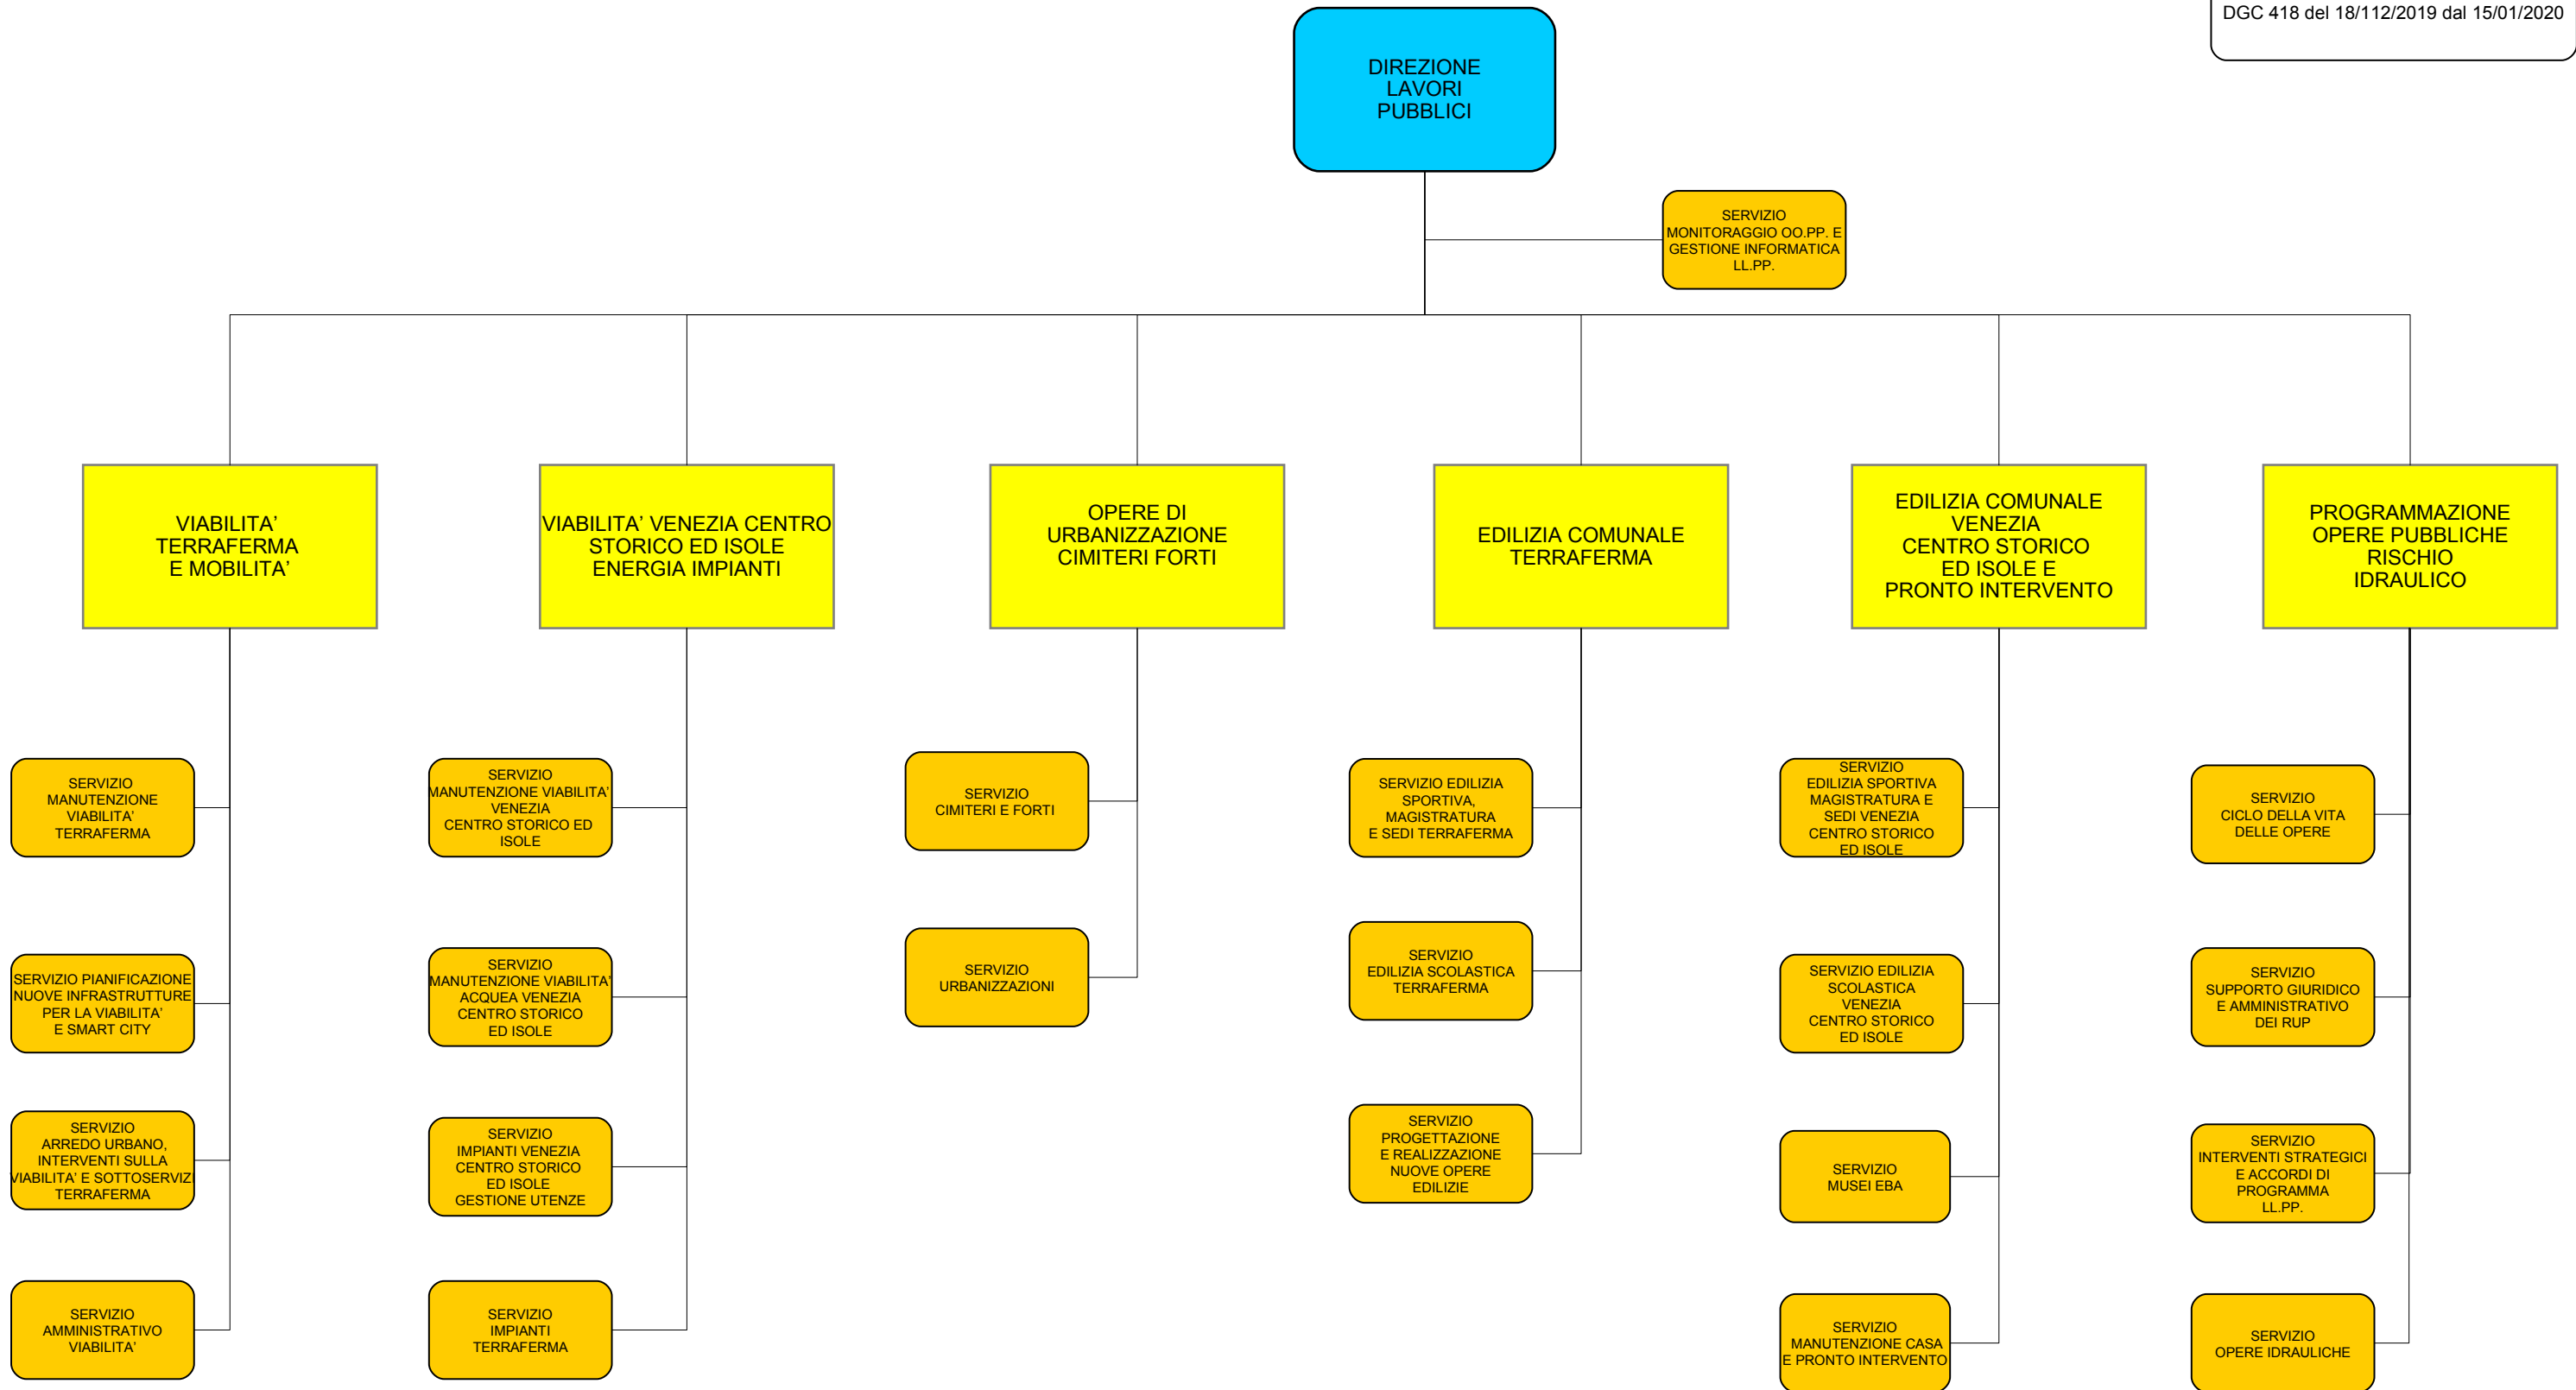 DGC 418 del 18/112/2019 dal 15/01/2020
DIREZIONE
LAVORI
PUBBLICI
SERVIZIO
MONITORAGGIO OO.PP. E
GESTIONE INFORMATICA
LL.PP.
VIABILITA’
TERRAFERMA
E MOBILITA’
VIABILITA’ VENEZIA CENTRO
STORICO ED ISOLE
ENERGIA IMPIANTI
OPERE DI
URBANIZZAZIONE
CIMITERI FORTI
EDILIZIA COMUNALE
TERRAFERMA
EDILIZIA COMUNALE
VENEZIA
CENTRO STORICO
ED ISOLE E
PRONTO INTERVENTO
PROGRAMMAZIONE
OPERE PUBBLICHE
RISCHIO
IDRAULICO
SERVIZIO
MANUTENZIONE
VIABILITA’
TERRAFERMA
SERVIZIO PIANIFICAZIONE
NUOVE INFRASTRUTTURE
PER LA VIABILITA’
E SMART CITY
SERVIZIO
ARREDO URBANO,
INTERVENTI SULLA
VIABILITA’ E SOTTOSERVIZI
TERRAFERMA
SERVIZIO
AMMINISTRATIVO
VIABILITA’
SERVIZIO
MANUTENZIONE VIABILITA’
VENEZIA
CENTRO STORICO ED
ISOLE
SERVIZIO
MANUTENZIONE VIABILITA’
ACQUEA VENEZIA
CENTRO STORICO
ED ISOLE
SERVIZIO
IMPIANTI VENEZIA
CENTRO STORICO
ED ISOLE
GESTIONE UTENZE
SERVIZIO
IMPIANTI
TERRAFERMA
SERVIZIO
CIMITERI E FORTI
SERVIZIO
URBANIZZAZIONI
SERVIZIO EDILIZIA
SPORTIVA,
MAGISTRATURA
E SEDI TERRAFERMA
SERVIZIO
EDILIZIA SCOLASTICA
TERRAFERMA
SERVIZIO
PROGETTAZIONE
E REALIZZAZIONE
NUOVE OPERE
EDILIZIE
SERVIZIO
EDILIZIA SPORTIVA
MAGISTRATURA E
SEDI VENEZIA
CENTRO STORICO
ED ISOLE
SERVIZIO EDILIZIA
SCOLASTICA
VENEZIA
CENTRO STORICO
ED ISOLE
SERVIZIO
MUSEI EBA
SERVIZIO
MANUTENZIONE CASA
E PRONTO INTERVENTO
SERVIZIO
CICLO DELLA VITA
DELLE OPERE
SERVIZIO
SUPPORTO GIURIDICO
E AMMINISTRATIVO
DEI RUP
SERVIZIO
INTERVENTI STRATEGICI
E ACCORDI DI
PROGRAMMA
LL.PP.
SERVIZIO
OPERE IDRAULICHE